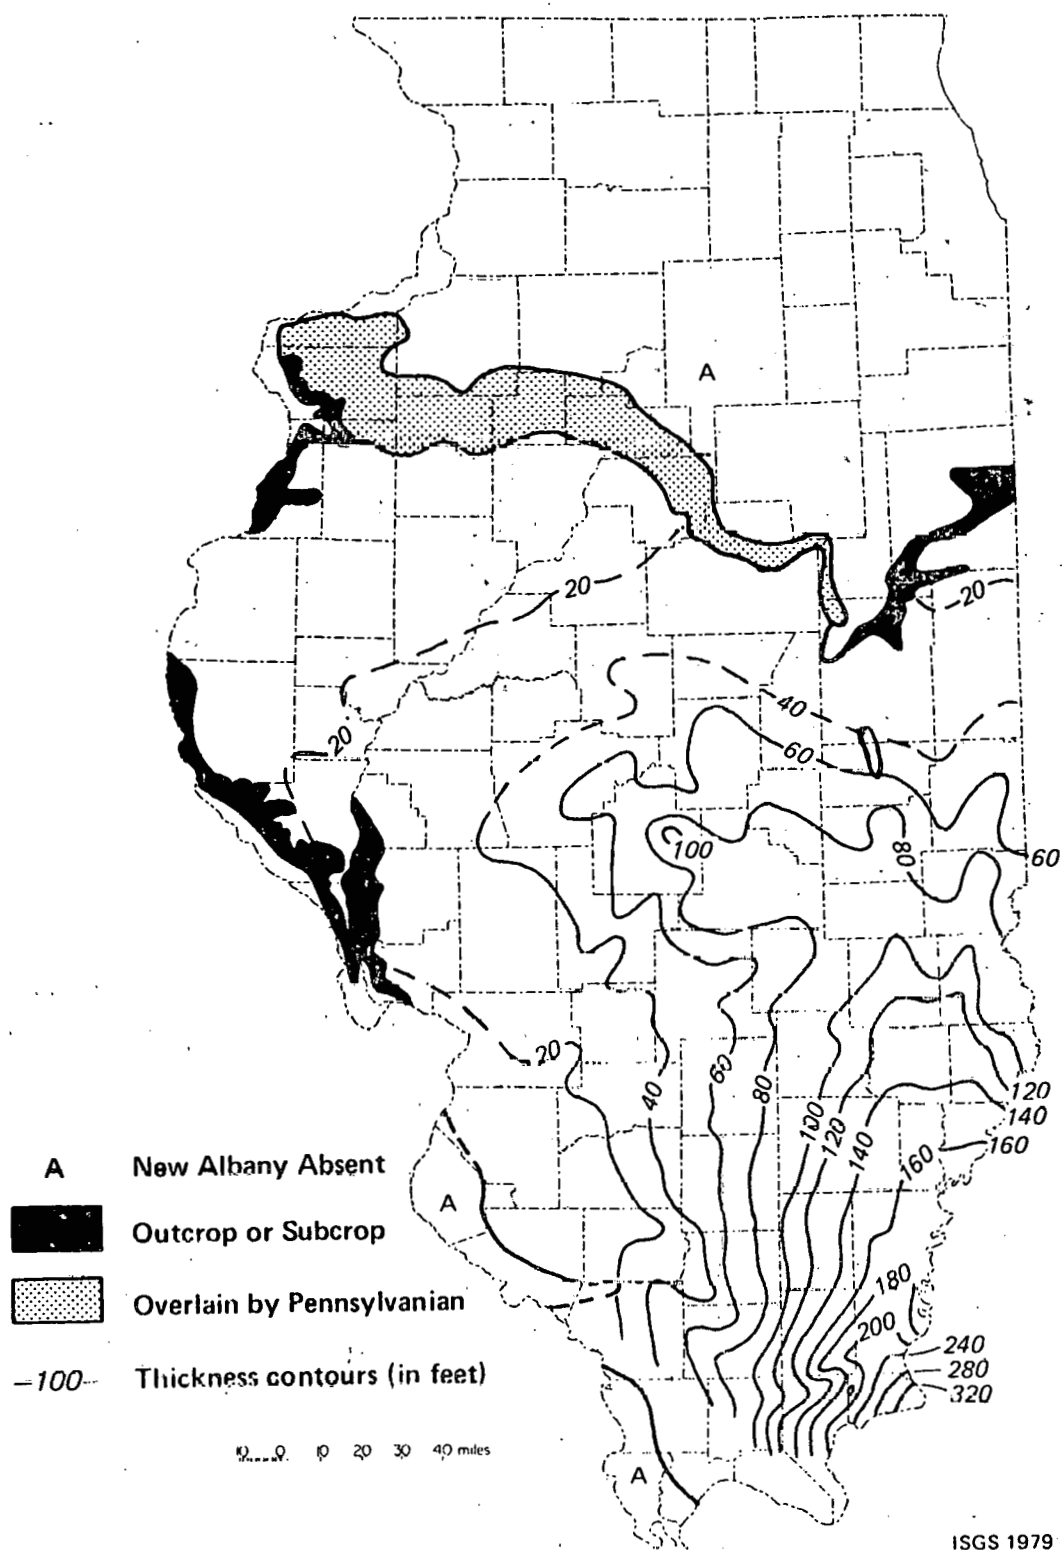 A
20
20
20
40
60
100
80
60
20
40
60
80
100
120
140
160
120
140
160
A New Albany Absent
A
Outcrop or Subcrop
Overlain by Pennsylvanian
180
200
240
280
320
–100– Thickness contours (in feet)
10 0 10 20 30 40 miles
A
ISGS 1979